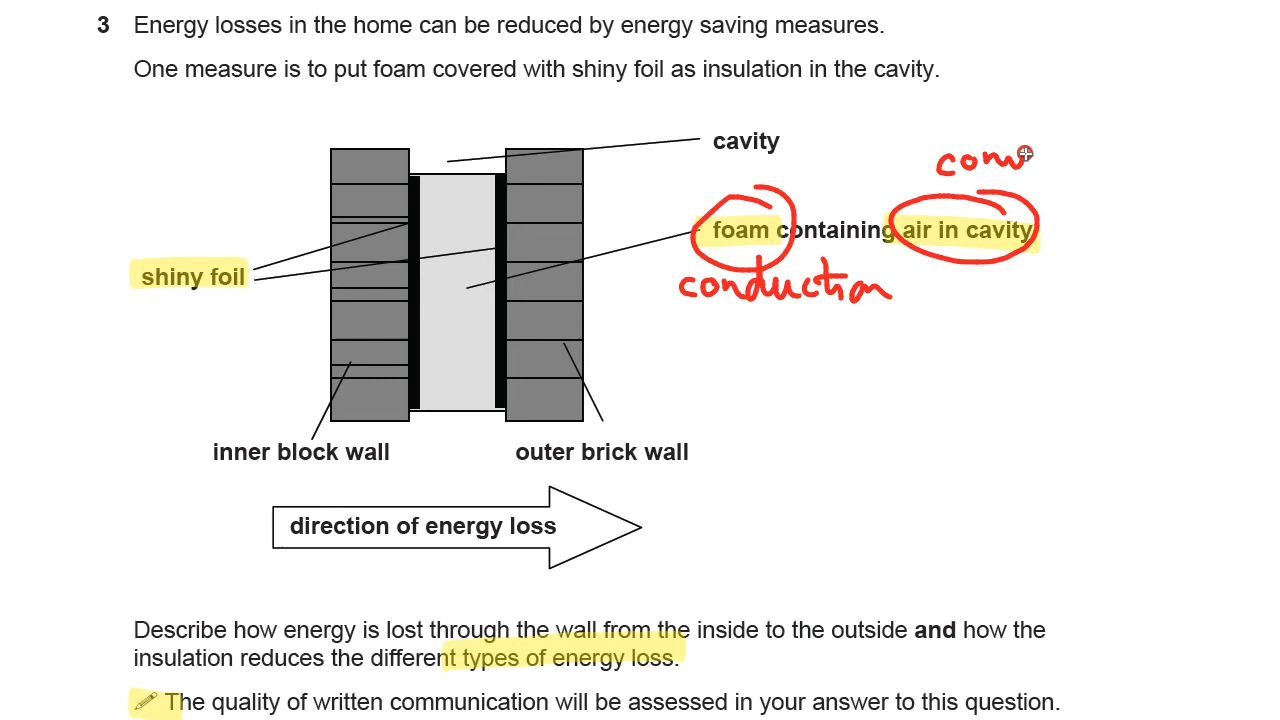 3 Energy losses in the home can be reduced by energy saving measures.
One measure is to put foam covered with shiny foil as insulation in the cavity.
cavity
conv
foam containing air in cavity
shiny foil
conduction
inner block wall
outer brick wall
direction of energy loss
Describe how energy is lost through the wall from the inside to the outside and how the
insulation reduces the different types of energy loss.
The quality of written communication will be assessed in your answer to this question.